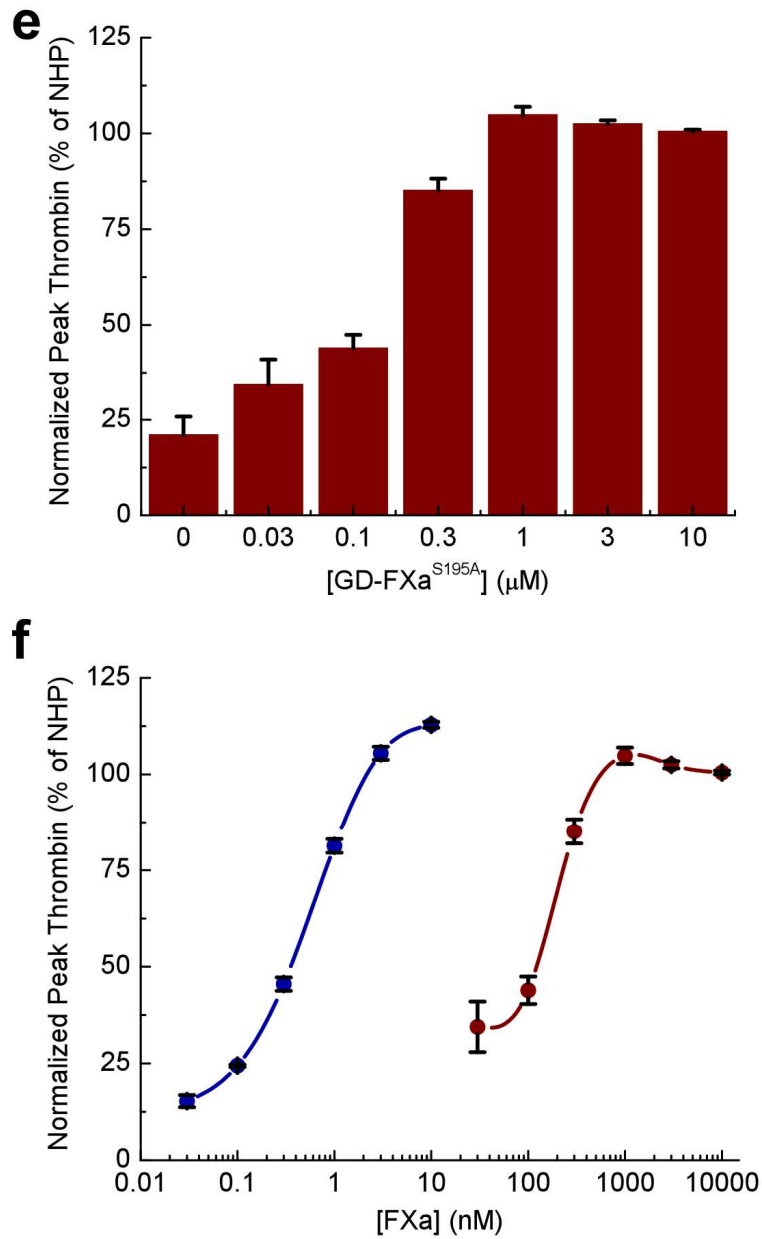 e
Normalized Peak Thrombin (% of NHP)
125
100
75
50
25
0
0 0.03 0.1 0.3 1 3 10
[GD-FXa^S195A] (μM)
f
Normalized Peak Thrombin (% of NHP)
125
100
75
50
25
0
0.01 0.1 1 10 100 1000 10000
[FXa] (nM)